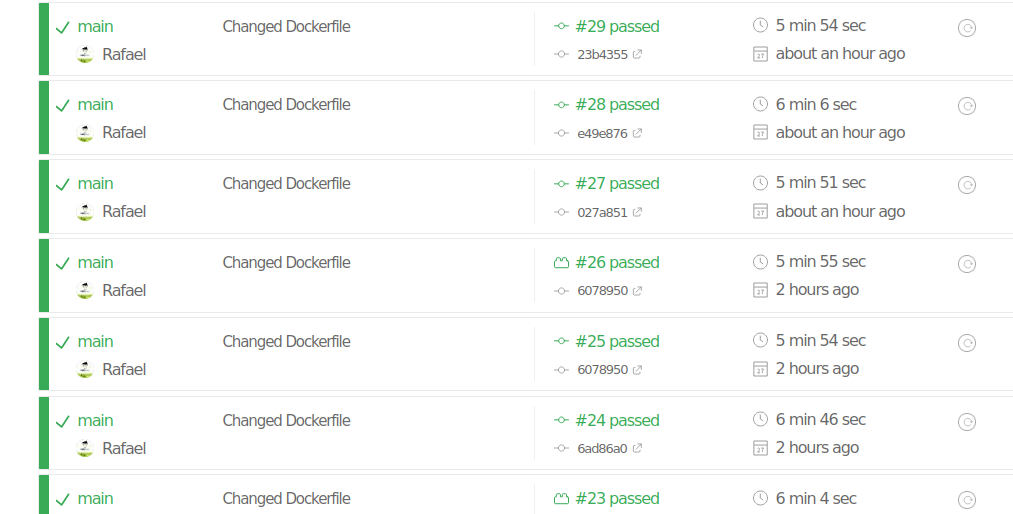 main Changed Dockerfile #29 passed 5 min 54 sec
Rafael 23b4355 about an hour ago
main Changed Dockerfile #28 passed 6 min 6 sec
Rafael e49e876 about an hour ago
main Changed Dockerfile #27 passed 5 min 51 sec
Rafael 027a851 about an hour ago
main Changed Dockerfile #26 passed 5 min 55 sec
Rafael 6078950 2 hours ago
main Changed Dockerfile #25 passed 5 min 54 sec
Rafael 6078950 2 hours ago
main Changed Dockerfile #24 passed 6 min 46 sec
Rafael 6ad86a0 2 hours ago
main Changed Dockerfile #23 passed 6 min 4 sec